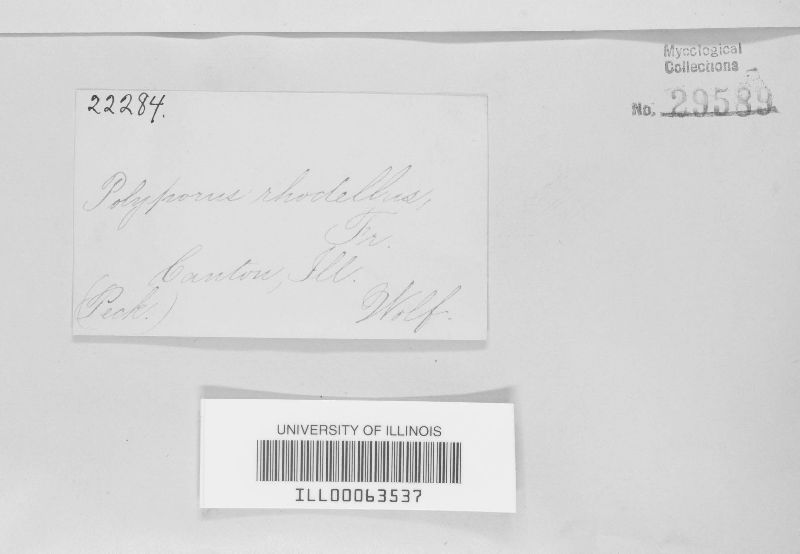 Mycological
Collections
No. 29589
22284.
Polyporus rhodellus,
Fr.
Canton, Ill.
(Peck.)
Wolf.
UNIVERSITY OF ILLINOIS
ILL00063537